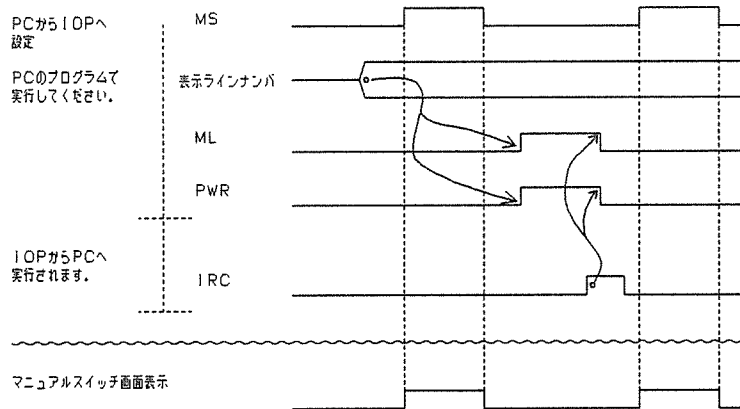 PCからIOPへ
設定
MS
PCのプログラムで
実行してください。
表示ラインナンバ
ML
PWR
IOPからPCへ
実行されます。
IRC
マニュアルスイッチ画面表示